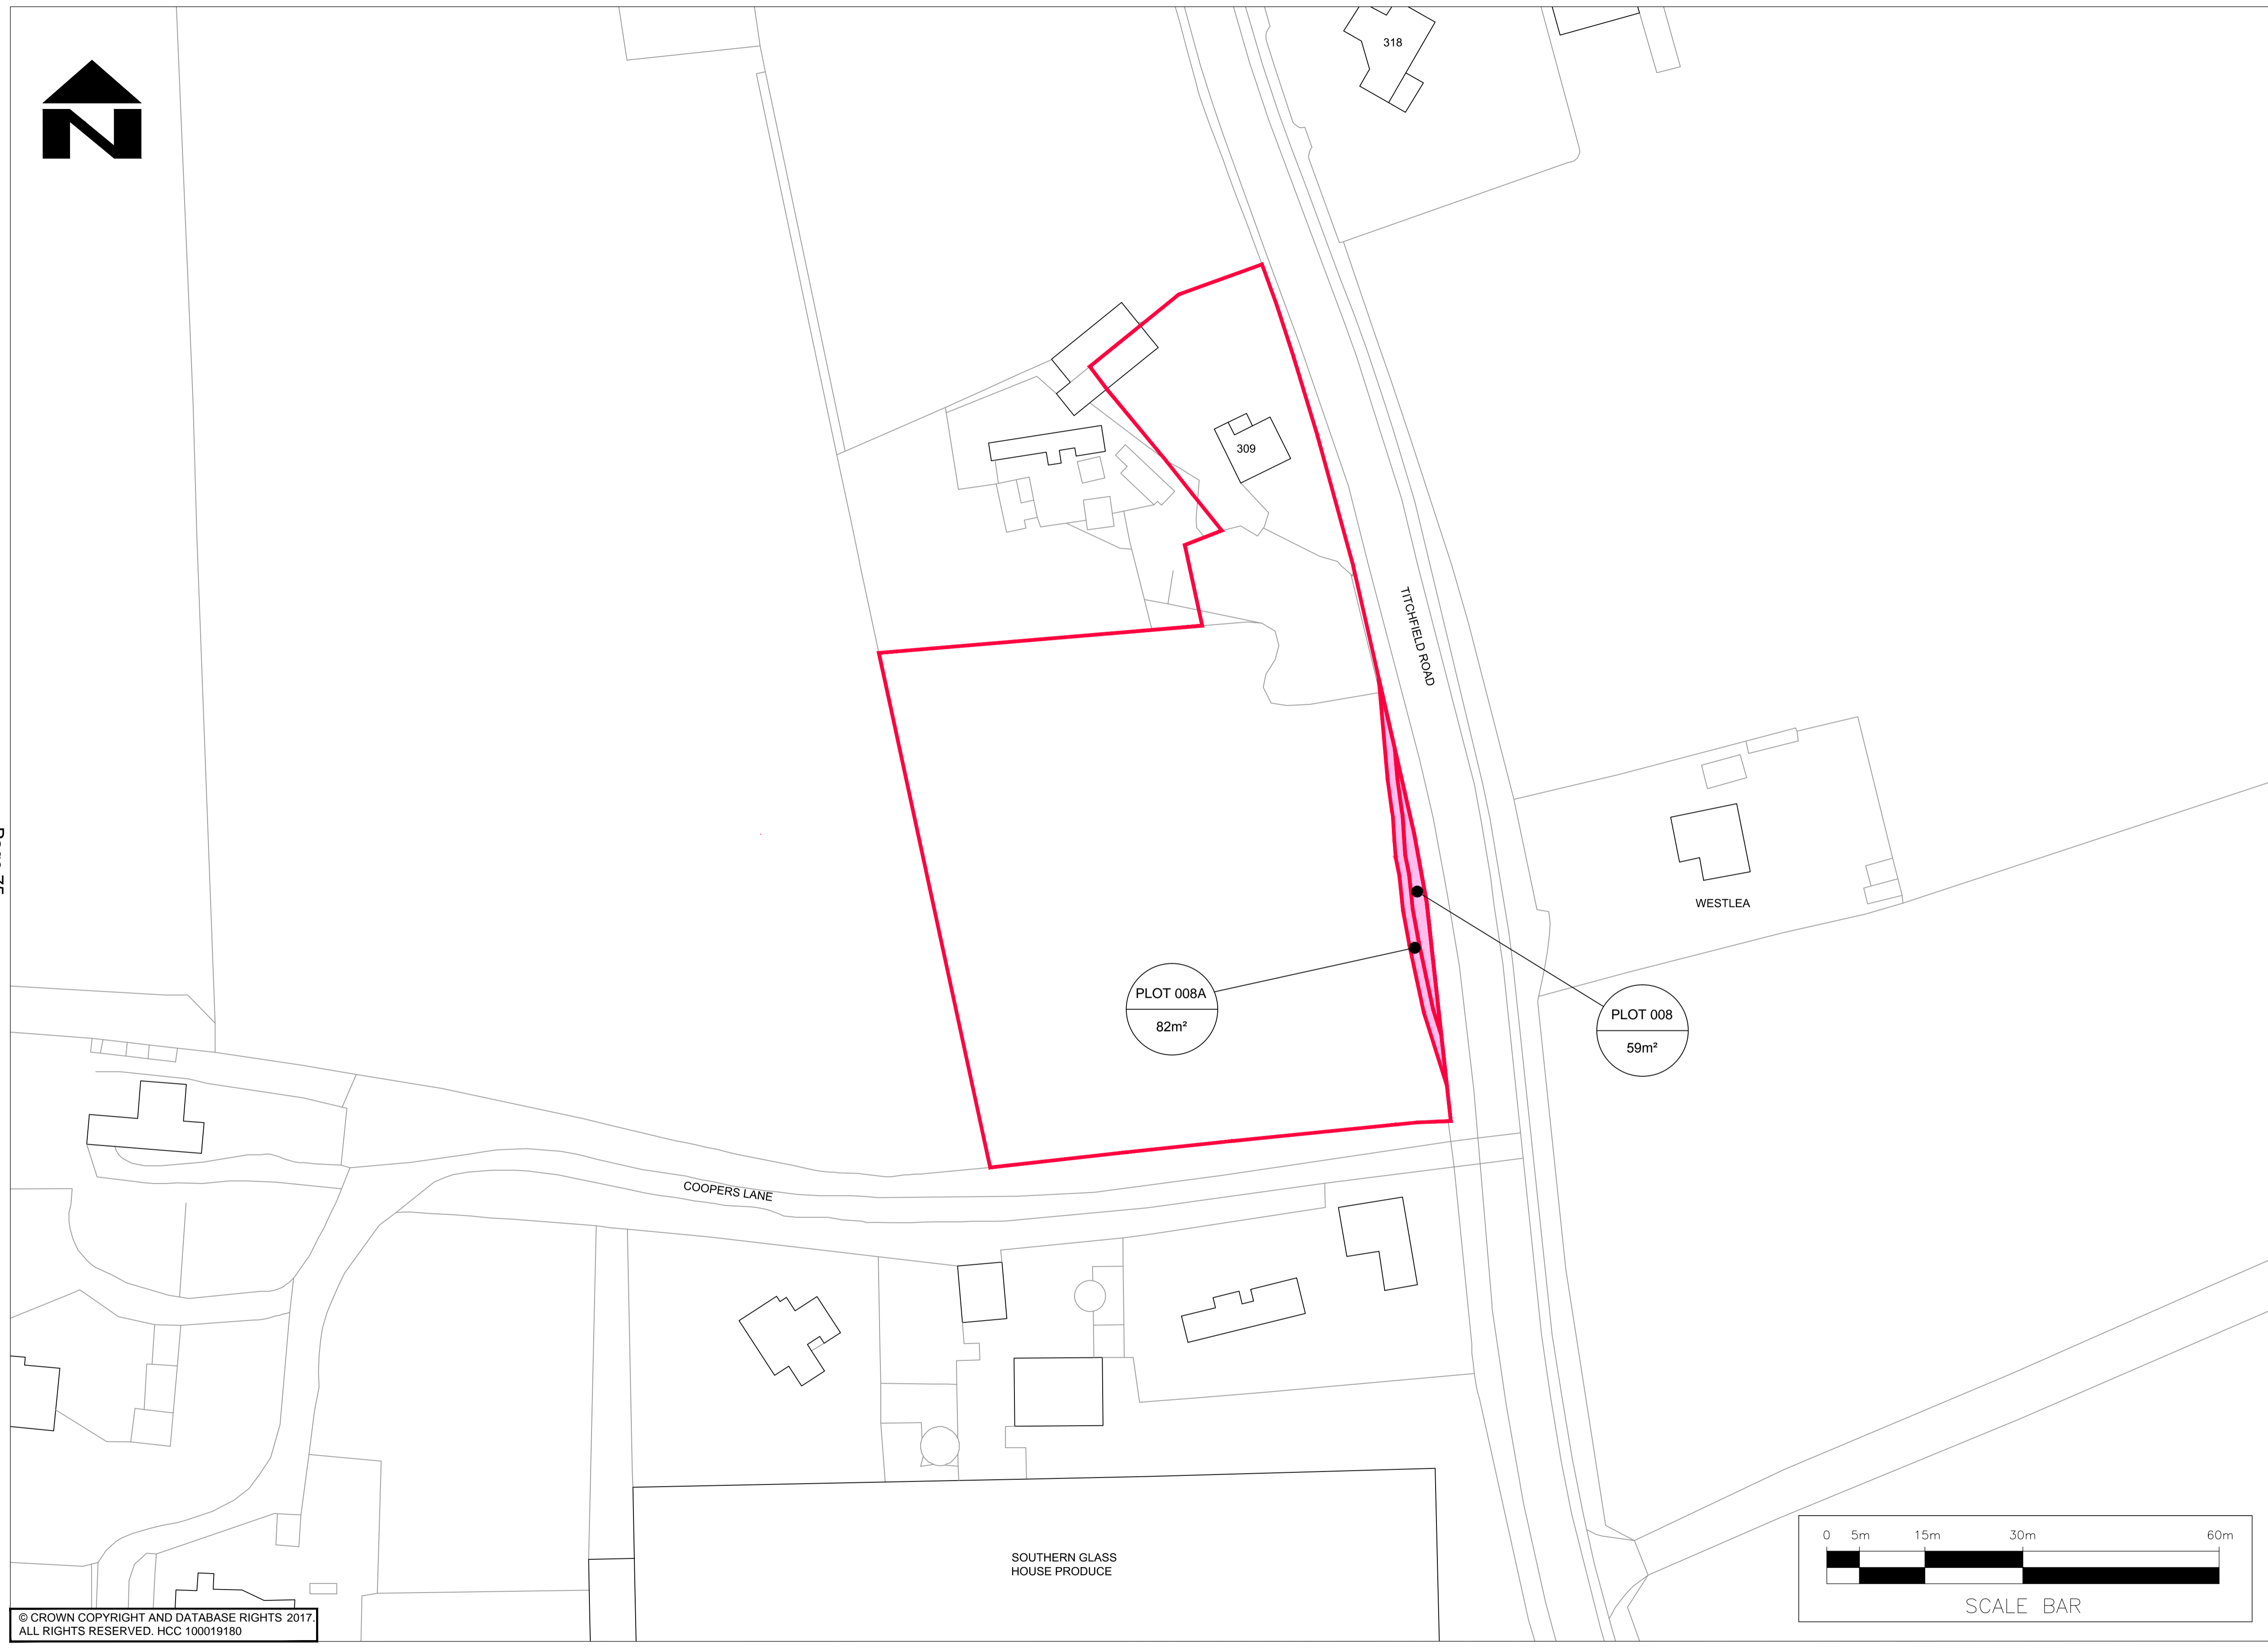 318
N
309
TITCHFIELD ROAD
WESTLEA
PLOT 008A
82m²
PLOT 008
59m²
COOPERS LANE
SOUTHERN GLASS
HOUSE PRODUCE
0 5m 15m 30m 60m
SCALE BAR
© CROWN COPYRIGHT AND DATABASE RIGHTS 2017.
ALL RIGHTS RESERVED. HCC 100019180